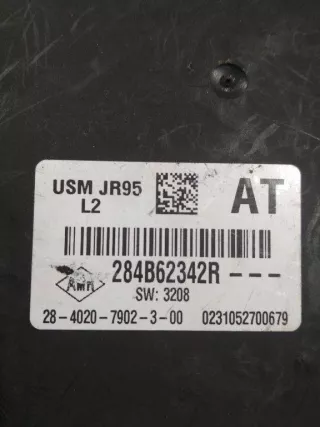 USM JR95 AT
L2
284B62342R---
SW: 3208
28-4020-7902-3-00 0231052700679